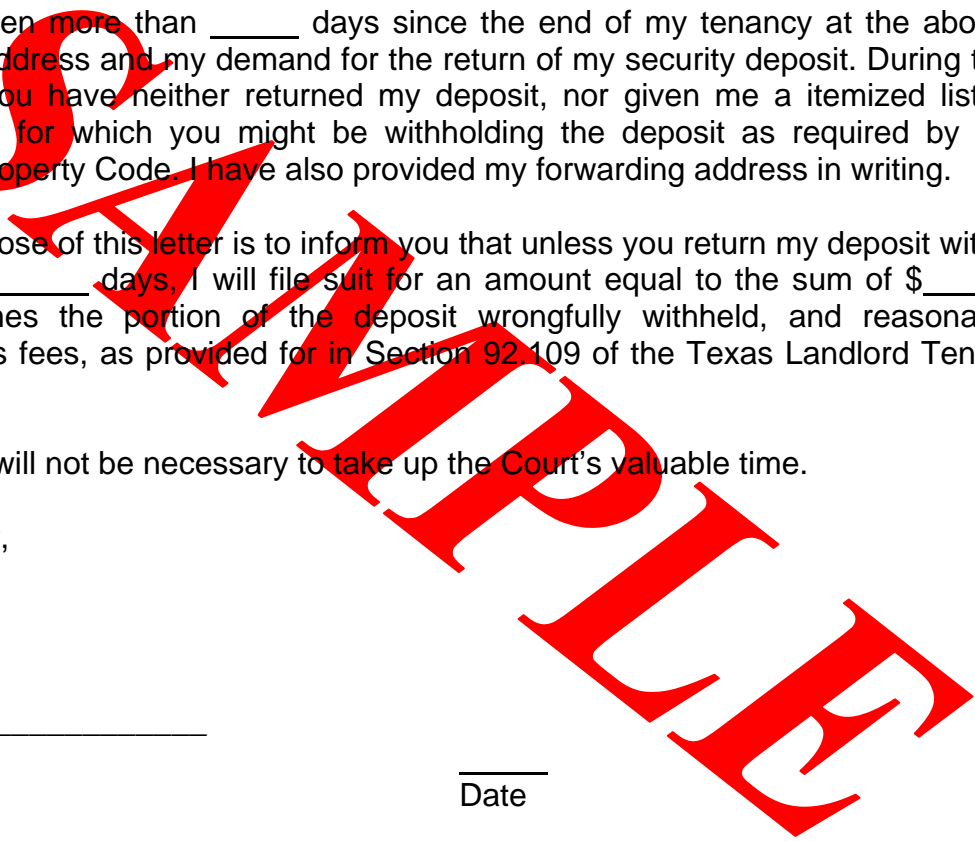 en more than _____ days since the end of my tenancy at the abo
ddress and my demand for the return of my security deposit. During t
ou have neither returned my deposit, nor given me a itemized list
for which you might be withholding the deposit as required by
operty Code. I have also provided my forwarding address in writing.
ose of this letter is to inform you that unless you return my deposit wit
_____ days, I will file suit for an amount equal to the sum of $___
nes the portion of the deposit wrongfully withheld, and reasona
s fees, as provided for in Section 92.109 of the Texas Landlord Ten
will not be necessary to take up the Court’s valuable time.
,
____________
_____
Date
SAMPLE